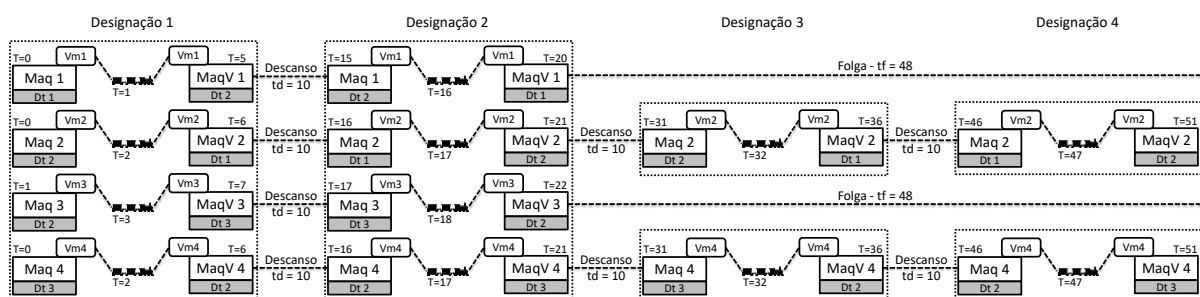 Designação 1 Designação 2 Designação 3 Designação 4
T=0 Vm1 Vm1 T=5 Descanso T=15 Vm1 Vm1 T=20 Folga - tf = 48
Maq 1 T=1 MaqV 1 td = 10 Maq 1 T=16 MaqV 1
Dt 1 Dt 2 Dt 2 Dt 1
T=0 Vm2 Vm2 T=6 Descanso T=16 Vm2 Vm2 T=21 Descanso T=31 Vm2 Vm2 T=36 Descanso T=46 Vm2 Vm2 T=51
Maq 2 T=2 MaqV 2 td = 10 Maq 2 T=17 MaqV 2 td = 10 Maq 2 T=32 MaqV 2 td = 10 Maq 2 T=47 MaqV 2
Dt 2 Dt 1 Dt 1 Dt 2 Dt 2 Dt 1 Dt 1 Dt 2
T=1 Vm3 Vm3 T=7 Descanso T=17 Vm3 Vm3 T=22 Folga - tf = 48
Maq 3 T=3 MaqV 3 td = 10 Maq 3 T=18 MaqV 3
Dt 2 Dt 3 Dt 3 Dt 2
T=0 Vm4 Vm4 T=6 Descanso T=16 Vm4 Vm4 T=21 Descanso T=31 Vm4 Vm4 T=36 Descanso T=46 Vm4 Vm4 T=51
Maq 4 T=2 MaqV 4 td = 10 Maq 4 T=17 MaqV 4 td = 10 Maq 4 T=32 MaqV 4 td = 10 Maq 4 T=47 MaqV 4
Dt 3 Dt 2 Dt 2 Dt 3 Dt 3 Dt 2 Dt 2 Dt 3